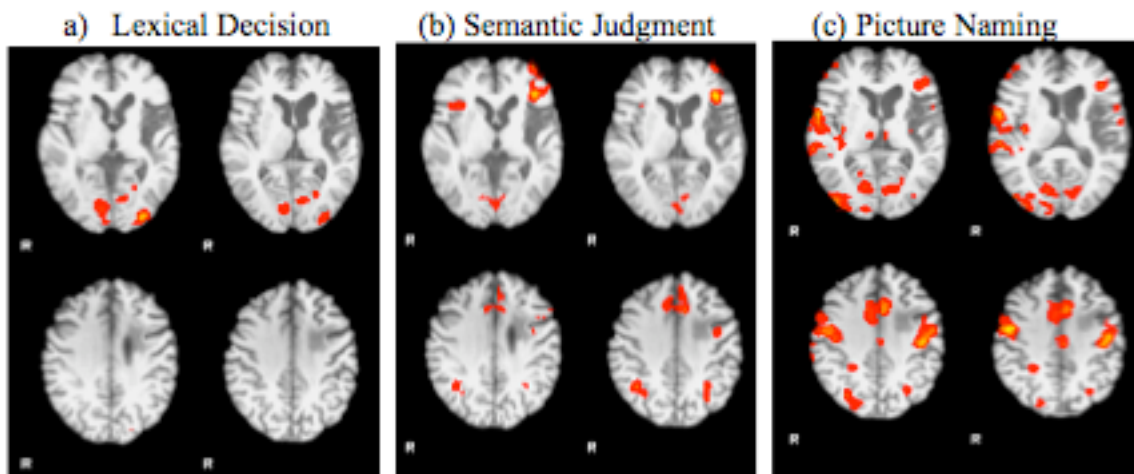 a) Lexical Decision
(b) Semantic Judgment
(c) Picture Naming
R R R R R R
R R R R